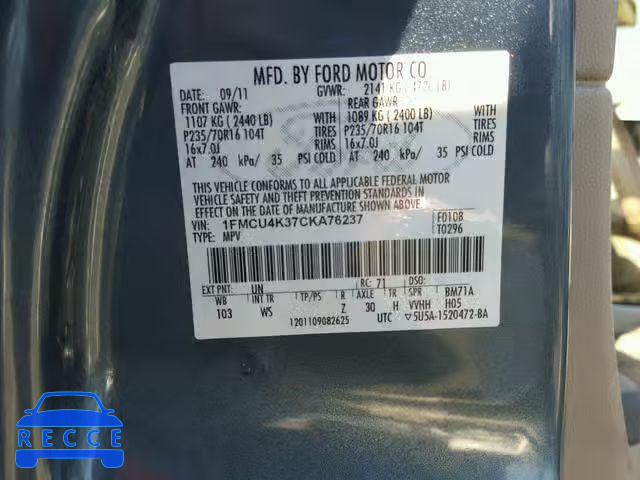 MFD. BY FORD MOTOR CO
DATE: 09/11 GVWR: 2141 KG
FRONT GAWR: REAR GAWR:
1107 KG (2440 LB) WITH 1089 KG (2400 LB) WITH
P235/70R16 104T TIRES P235/70R16 104T TIRES
16x7.0J RIMS 16x7.0J RIMS
AT 240 kPa/ 35 PSI COLD AT 240 kPa/ 35 PSI COLD
THIS VEHICLE CONFORMS TO ALL APPLICABLE FEDERAL MOTOR
VEHICLE SAFETY AND THEFT PREVENTION STANDARDS IN
EFFECT ON THE DATE OF MANUFACTURE SHOWN ABOVE.
VIN: 1FMCU4K37CKA76237 F0108
TYPE: MPV T0296
EXT PNT: UN RC: 71 DSO:
WB INT TR TP/PS R AXLE TR SPR BM71A
103 WS Z 30 H VVHH H05
1201109082625 UTC ▽5U5A-1520472-BA
RECCE